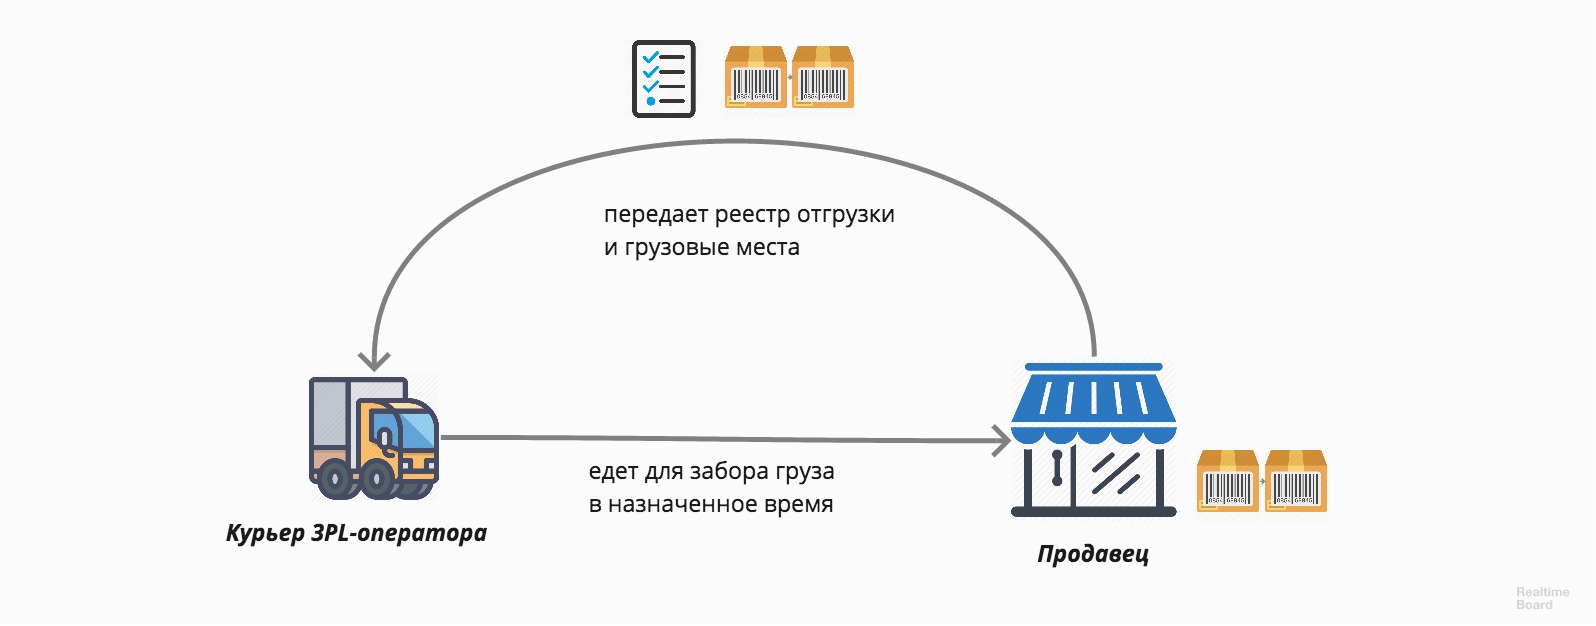 передает реестр отгрузки
и грузовые места
едет для забора груза
в назначенное время
Курьер 3PL-оператора
Продавец
Realtime
Board